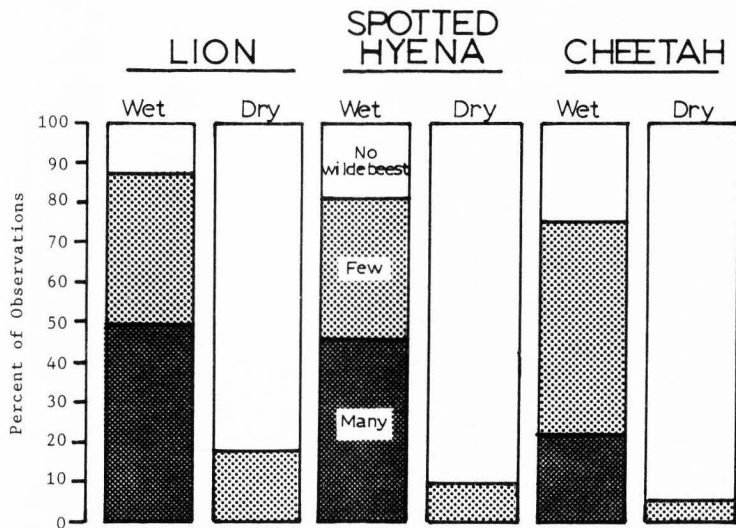 LION
SPOTTED
HYENA
CHEETAH
Wet
Dry
Wet
Dry
Wet
Dry
Percent of Observations
100
90
80
70
60
50
40
30
20
10
0
No
wildebeest
Few
Many